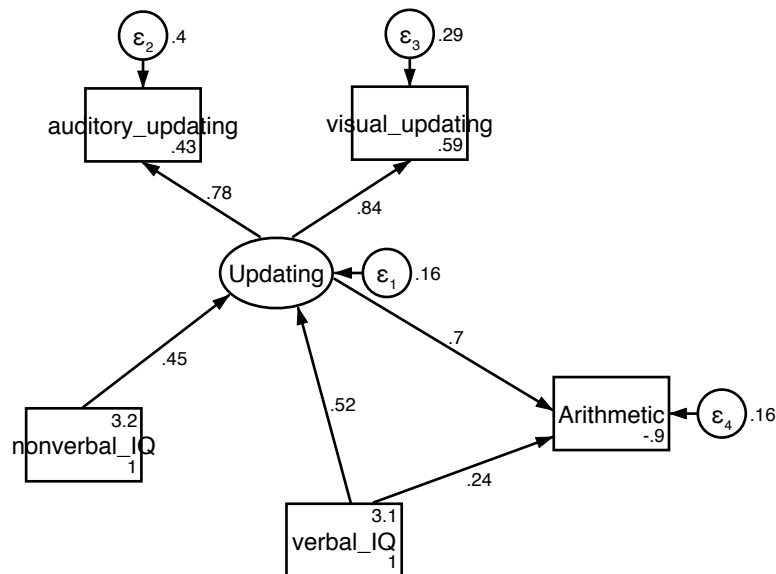 ε2 .4
ε3 .29
auditory_updating
.43
visual_updating
.59
.78
.84
Updating
ε1 .16
.45
.7
.52
3.2
nonverbal_IQ
1
Arithmetic
-.9
ε4 .16
.24
3.1
verbal_IQ
1